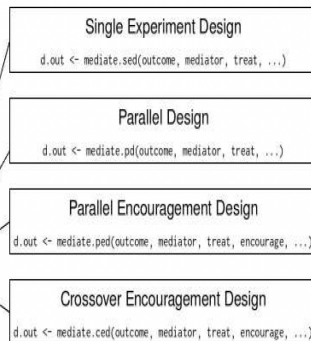 Single Experiment Design
d.out <- mediate.sed(outcome, mediator, treat, ...)
Parallel Design
d.out <- mediate.pd(outcome, mediator, treat, ...)
Parallel Encouragement Design
d.out <- mediate.ped(outcome, mediator, treat, encourage, ...)
Crossover Encouragement Design
d.out <- mediate.ced(outcome, mediator, treat, encourage, ...)